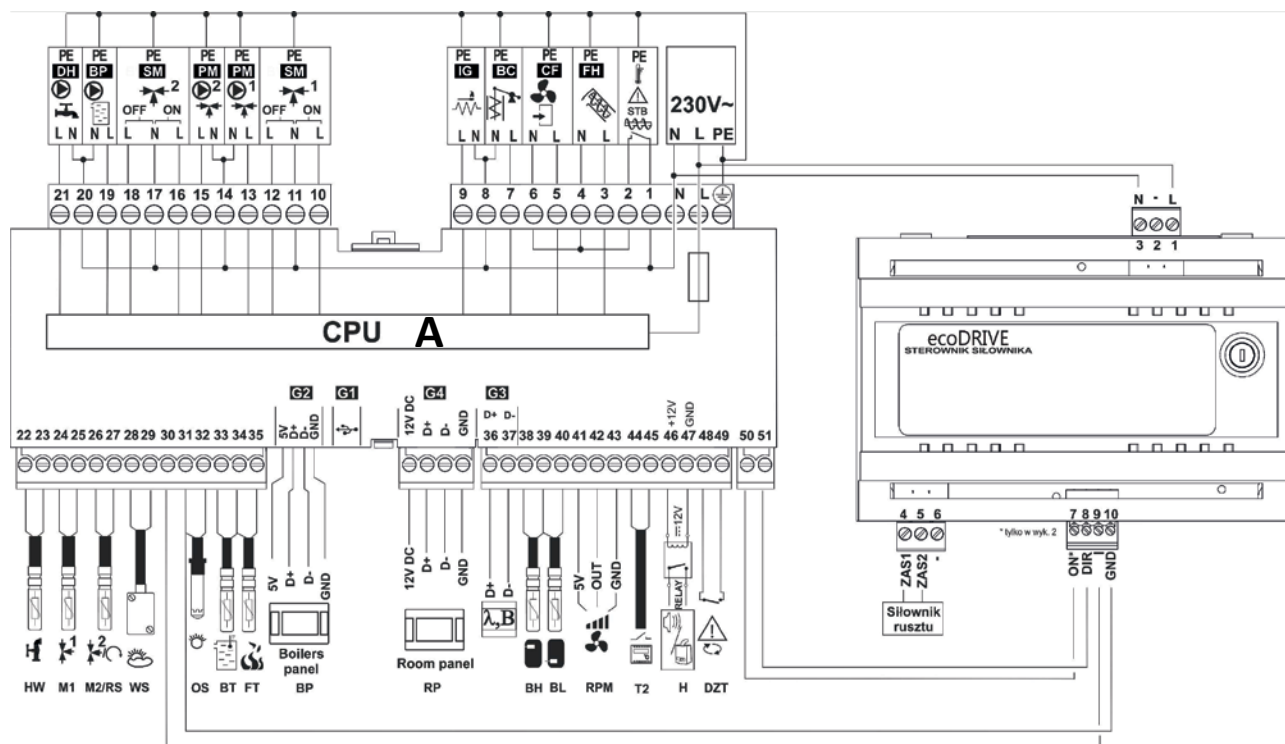 PE PE PE PE PE PE PE PE PE PE PE PE
DH BP SM PM PM SM IG BC CF FH
2 2 1 1 STB 230V~
OFF ON OFF ON
L N N L L N L L N N L L N L L N N L N L N L N L PE
21 20 19 18 17 16 15 14 13 12 11 10 9 8 7 6 5 4 3 2 1 N L
N - L
3 2 1
CPU A
ecoDRIVE
STEROWNIK SIŁOWNIKA
G2 G1 G4 G3
5V D+ D- GND 12V DC D+ D- GND D+ D- +12V GND
22 23 24 25 26 27 28 29 30 31 32 33 34 35 36 37 38 39 40 41 42 43 44 45 46 47 48 49 50 51
4 5 6 7 8 9 10
* tylko w wyk. 2
ZAS1 ZAS2 - ON* DIR GND
Siłownik
rusztu
=12V
RELAY
5V D+ D- GND 12V DC D+ D- GND D+ D- 5V OUT GND
λ,B
1 2
Boilers
panel
Room panel
HW M1 M2/RS WS OS BT FT BP RP BH BL RPM T2 H DZT